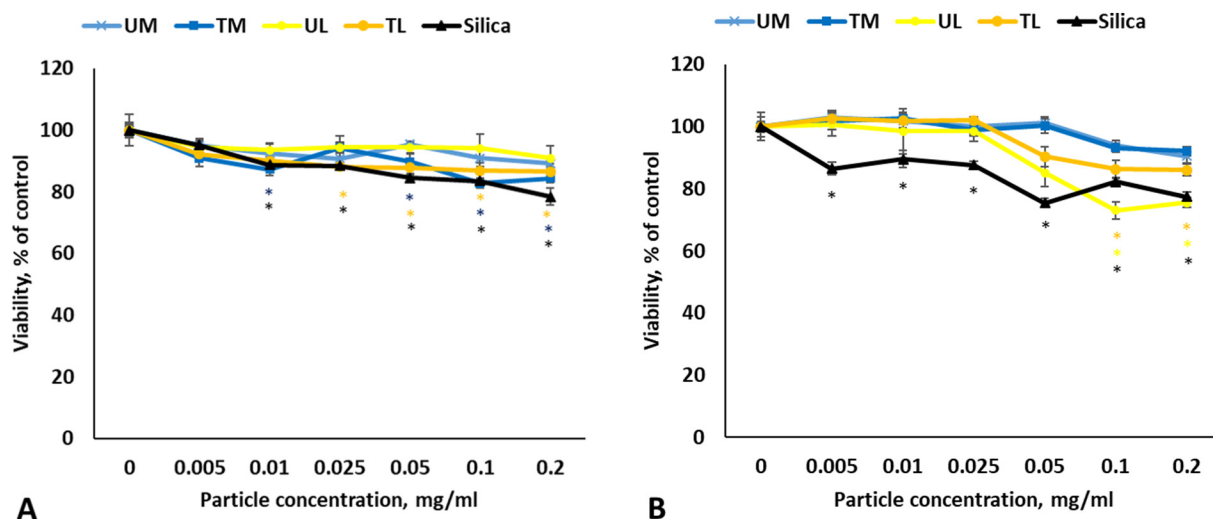 UM TM UL TL Silica
120
100
80
60
40
20
0
Viability, % of control
* * * * *
* * * * *
* * *
0 0.005 0.01 0.025 0.05 0.1 0.2
Particle concentration, mg/ml
A
UM TM UL TL Silica
120
100
80
60
40
20
0
Viability, % of control
* * * * * *
* *
* *
0 0.005 0.01 0.025 0.05 0.1 0.2
Particle concentration, mg/ml
B